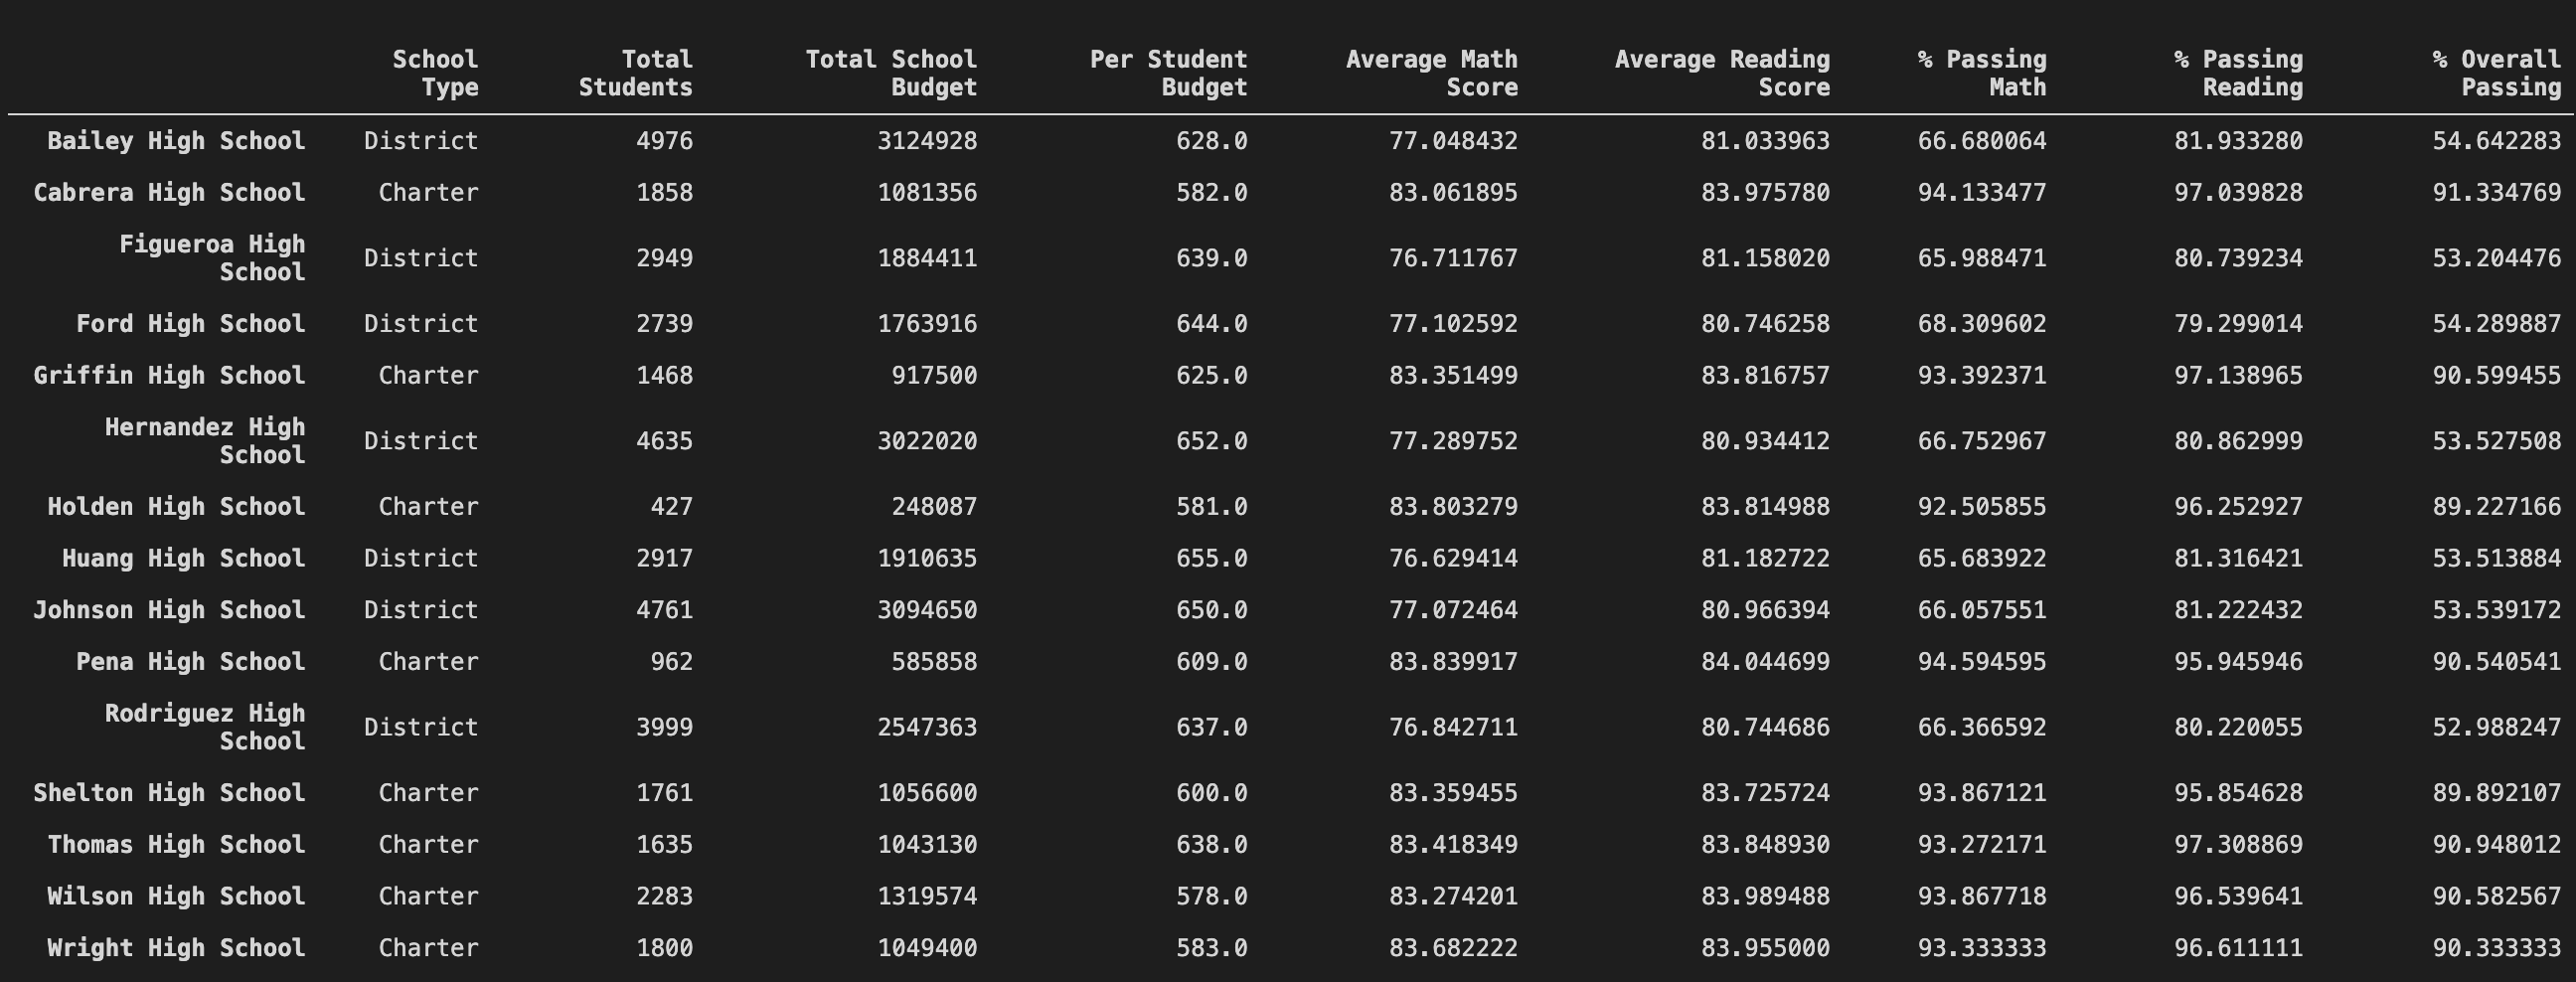 School Total Total School Per Student Average Math Average Reading % Passing % Passing % Overall
Type Students Budget Budget Score Score Math Reading Passing
Bailey High School District 4976 3124928 628.0 77.048432 81.033963 66.680064 81.933280 54.642283
Cabrera High School Charter 1858 1081356 582.0 83.061895 83.975780 94.133477 97.039828 91.334769
Figueroa High
School District 2949 1884411 639.0 76.711767 81.158020 65.988471 80.739234 53.204476
Ford High School District 2739 1763916 644.0 77.102592 80.746258 68.309602 79.299014 54.289887
Griffin High School Charter 1468 917500 625.0 83.351499 83.816757 93.392371 97.138965 90.599455
Hernandez High
School District 4635 3022020 652.0 77.289752 80.934412 66.752967 80.862999 53.527508
Holden High School Charter 427 248087 581.0 83.803279 83.814988 92.505855 96.252927 89.227166
Huang High School District 2917 1910635 655.0 76.629414 81.182722 65.683922 81.316421 53.513884
Johnson High School District 4761 3094650 650.0 77.072464 80.966394 66.057551 81.222432 53.539172
Pena High School Charter 962 585858 609.0 83.839917 84.044699 94.594595 95.945946 90.540541
Rodriguez High
School District 3999 2547363 637.0 76.842711 80.744686 66.366592 80.220055 52.988247
Shelton High School Charter 1761 1056600 600.0 83.359455 83.725724 93.867121 95.854628 89.892107
Thomas High School Charter 1635 1043130 638.0 83.418349 83.848930 93.272171 97.308869 90.948012
Wilson High School Charter 2283 1319574 578.0 83.274201 83.989488 93.867718 96.539641 90.582567
Wright High School Charter 1800 1049400 583.0 83.682222 83.955000 93.333333 96.611111 90.333333